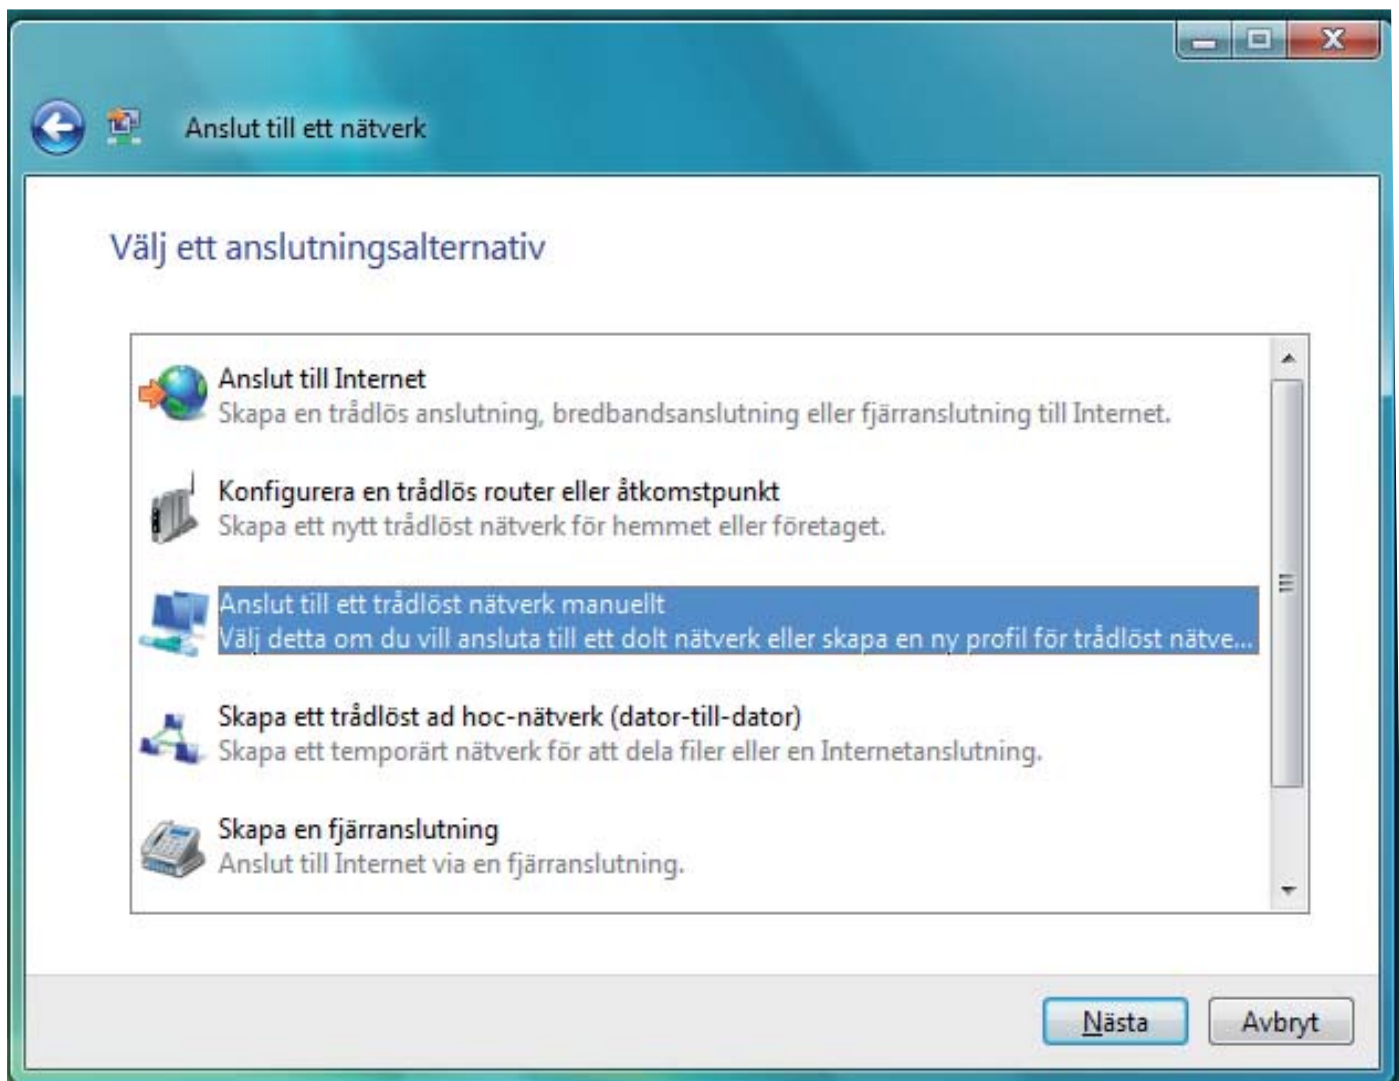 Anslut till ett nätverk
Välj ett anslutningsalternativ
Anslut till Internet
Skapa en trådlös anslutning, bredbandsanslutning eller fjärranslutning till Internet.
Konfigurera en trådlös router eller åtkomstpunkt
Skapa ett nytt trådlöst nätverk för hemmet eller företaget.
Anslut till ett trådlöst nätverk manuellt
Välj detta om du vill ansluta till ett dolt nätverk eller skapa en ny profil för trådlöst nätve...
Skapa ett trådlöst ad hoc-nätverk (dator-till-dator)
Skapa ett temporärt nätverk för att dela filer eller en Internetanslutning.
Skapa en fjärranslutning
Anslut till Internet via en fjärranslutning.
Nästa Avbryt